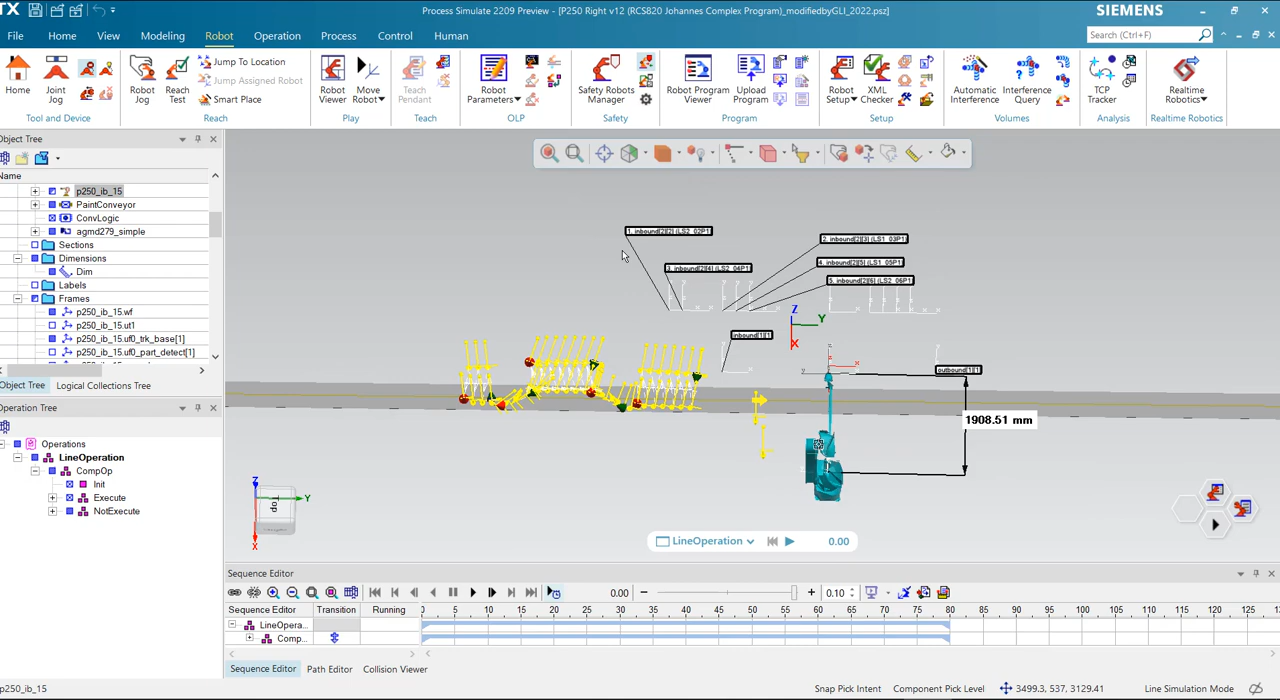 TX
Process Simulate 2209 Preview - [P250 Right v12 (RCS820 Johannes Complex Program)_modifiedbyGLI_2022.psz]
SIEMENS
File Home View Modeling Robot Operation Process Control Human
Search (Ctrl+F)
Home
Joint Jog
Robot Jog
Reach Test
Jump To Location
Jump Assigned Robot
Smart Place
Robot Viewer
Move Robot
Teach Pendant
Robot Parameters
Safety Robots Manager
Robot Program Viewer
Upload Program
Robot Setup
XML Checker
Automatic Interference
Interference Query
TCP Tracker
Realtime Robotics
Tool and Device Reach Play Teach OLP Safety Program Setup Volumes Analysis Realtime Robotics
Object Tree
Name
p250_ib_15
PaintConveyor
ConvLogic
agmd279_simple
Sections
Dimensions
Dim
Labels
Frames
p250_ib_15.wf
p250_ib_15.ut1
p250_ib_15.uf0_trk_base[1]
p250_ib_15.uf0_part_detect[1]
Object Tree Logical Collections Tree
Operation Tree
Operations
LineOperation
CompOp
Init
Execute
NotExecute
1. inbound[2][2] (LS2_02P1)
2. inbound[2][3] (LS1_03P1)
3. inbound[2][4] (LS2_04P1)
4. inbound[2][5] (LS1_05P1)
5. inbound[2][6] (LS2_06P1)
inbound[1][1]
outbound[1][1]
1908.51 mm
Z
Y
X
Z
Y
X
Top
LineOperation 0.00
Sequence Editor
0.00 0.10
Sequence Editor Transition Running 0 5 10 15 20 25 30 35 40 45 50 55 60 65 70 75 80 85 90 95 100 105 110 115 120 125
LineOpera...
Comp...
Sequence Editor Path Editor Collision Viewer
p250_ib_15
Snap Pick Intent Component Pick Level 3499.3, 537, 3129.41 Line Simulation Mode